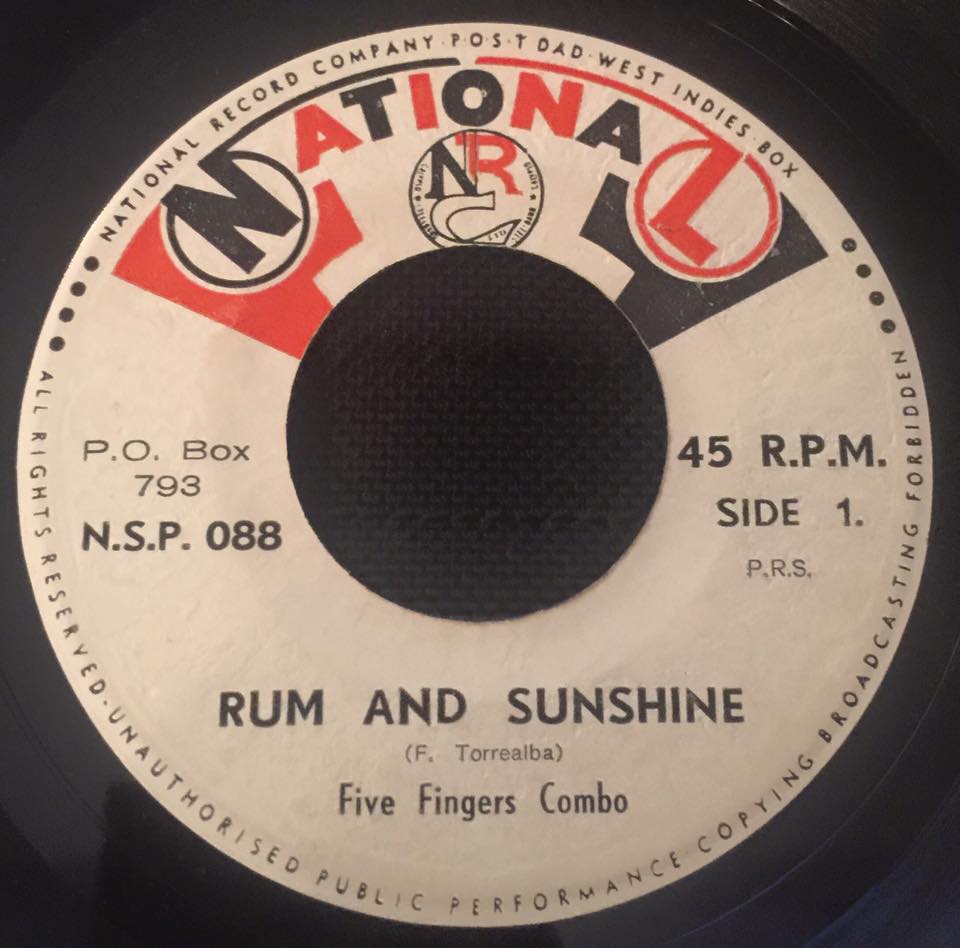 NATIONAL RECORD COMPANY·P·O·S·T DAD·WEST INDIES·BOX
NATIONAL
NR
LTD
P.O. Box
793
N.S.P. 088
45 R.P.M.
SIDE 1.
P.R.S.
RUM AND SUNSHINE
(F. Torrealba)
Five Fingers Combo
ALL RIGHTS RESERVED·UNAUTHORISED PUBLIC PERFORMANCE·COPYING BROADCASTING FORBIDDEN